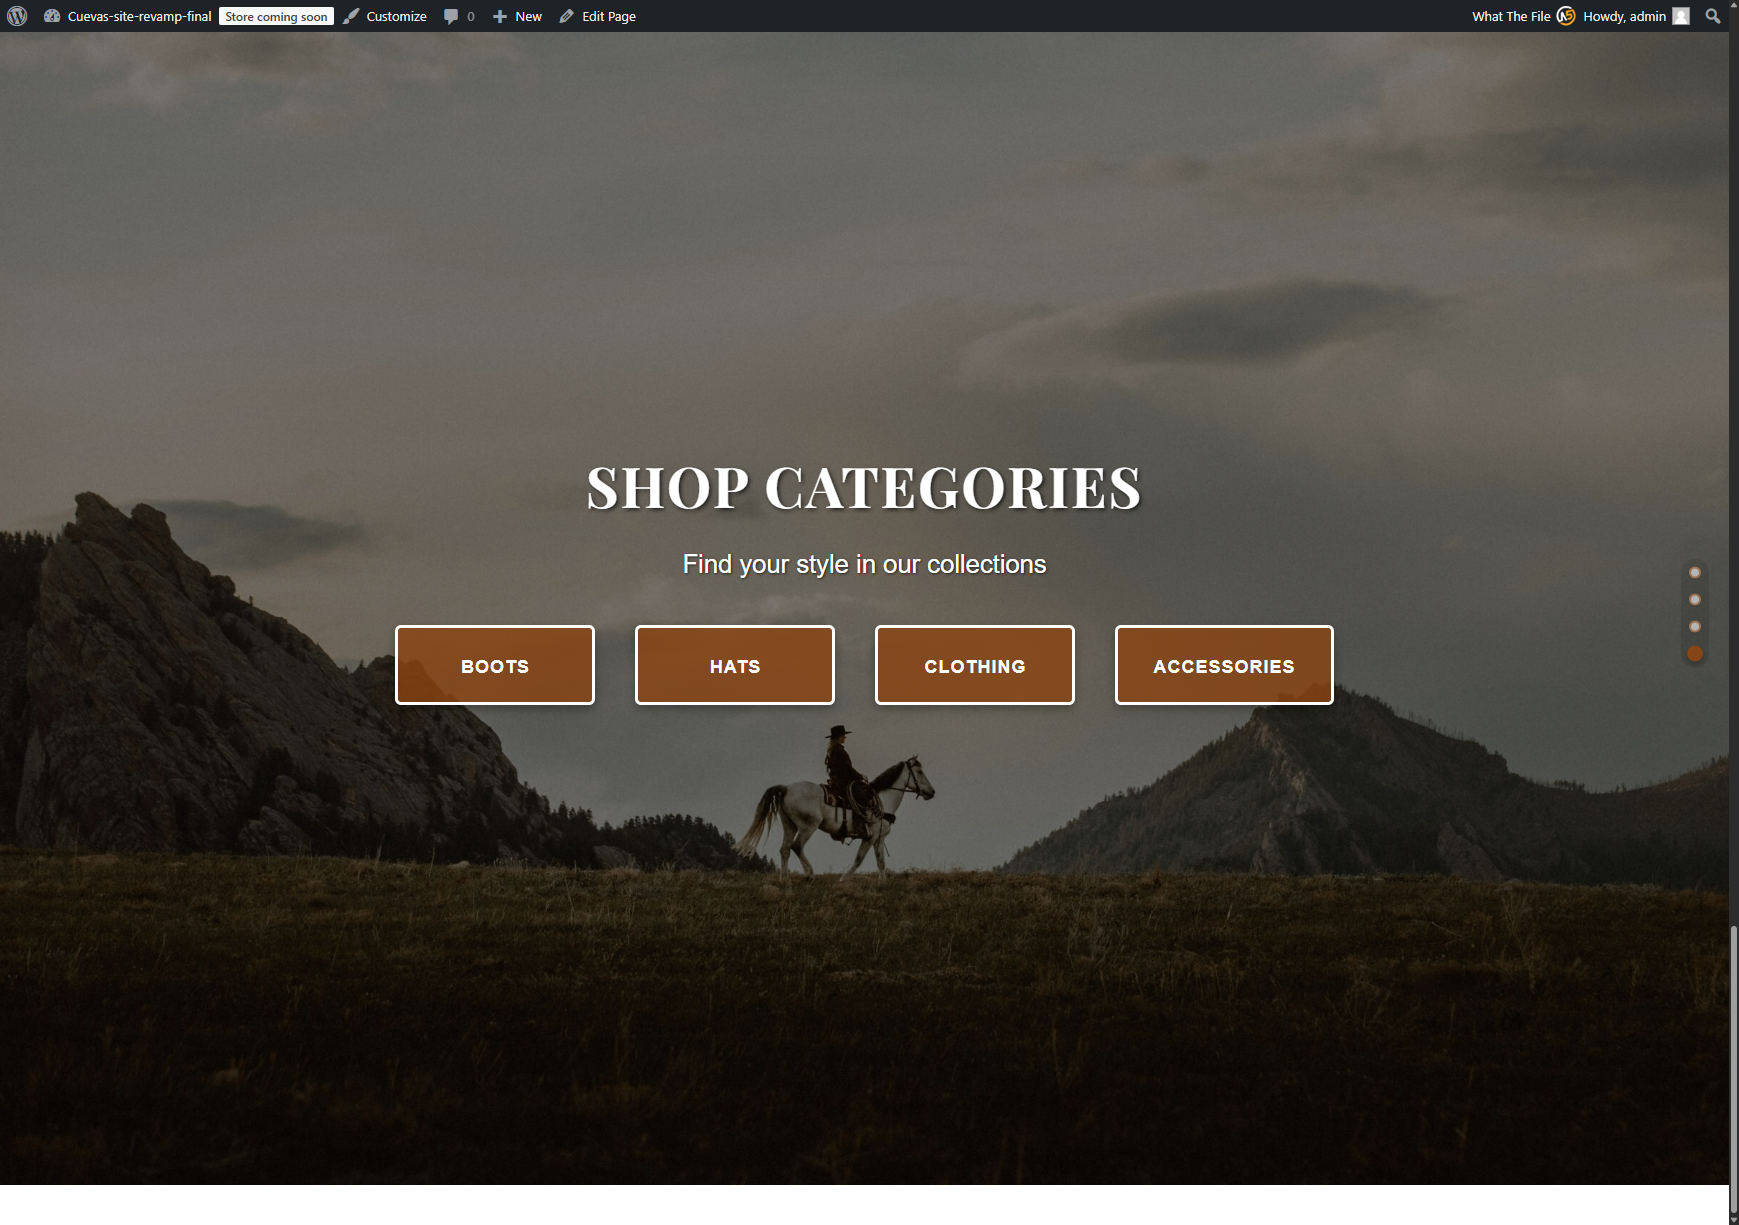 Cuevas-site-revamp-final Store coming soon Customize 0 New Edit Page What The File Howdy, admin
SHOP CATEGORIES
Find your style in our collections
BOOTS HATS CLOTHING ACCESSORIES